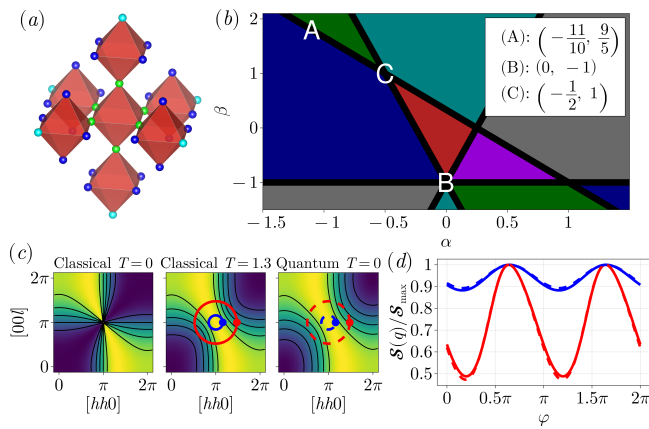 (a)
(b)
β
2
1
0
−1
A
C
B
(A): (−11/10, 9/5)
(B): (0, −1)
(C): (−1/2, 1)
−1.5 −1 −0.5 0 0.5 1
α
(c)
Classical T=0
Classical T=1.3
Quantum T=0
[00l]
2π
π
0
0 π 2π
0 π 2π
0 π 2π
[hh0]
[hh0]
[hh0]
(d)
𝓢(q)/𝓢max
1
0.9
0.8
0.7
0.6
0.5
0 0.5π π 1.5π 2π
φ